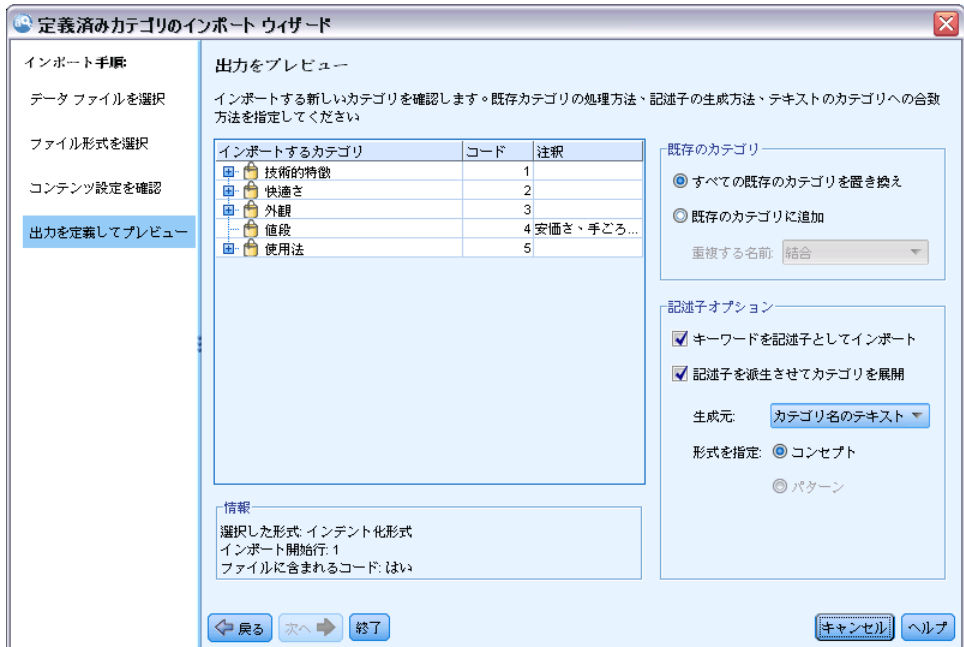 定義済みカテゴリのインポート ウィザード
インポート手順:
データ ファイルを選択
ファイル形式を選択
コンテンツ設定を確認
出力を定義してプレビュー
出力をプレビュー
インポートする新しいカテゴリを確認します。既存カテゴリの処理方法、記述子の生成方法、テキストのカテゴリへの合致
方法を指定してください
インポートするカテゴリ コード 注釈
技術的特徴 1
快適さ 2
外観 3
値段 4 安価さ、手ごろ...
使用法 5
情報
選択した形式: インデント化形式
インポート開始行: 1
ファイルに含まれるコード: はい
既存のカテゴリ
すべての既存のカテゴリを置き換え
既存のカテゴリに追加
重複する名前: 結合
記述子オプション
キーワードを記述子としてインポート
記述子を派生させてカテゴリを展開
生成元: カテゴリ名のテキスト
形式を指定: コンセプト
パターン
戻る 次へ 終了 キャンセル ヘルプ